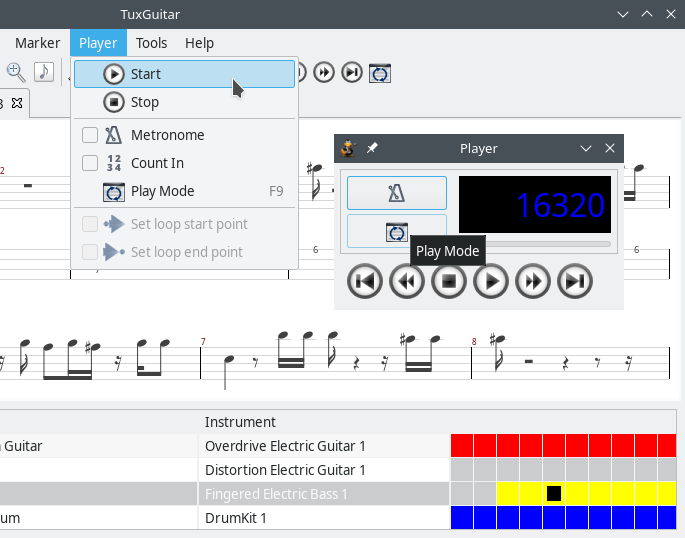 TuxGuitar
Marker Player Tools Help
Start
Stop
Metronome
1 2
3 4
Count In
Play Mode F9
Set loop start point
Set loop end point
Player
16320
Play Mode
2
6
6
7
8
Instrument
Guitar Overdrive Electric Guitar 1
Distortion Electric Guitar 1
Fingered Electric Bass 1
um DrumKit 1